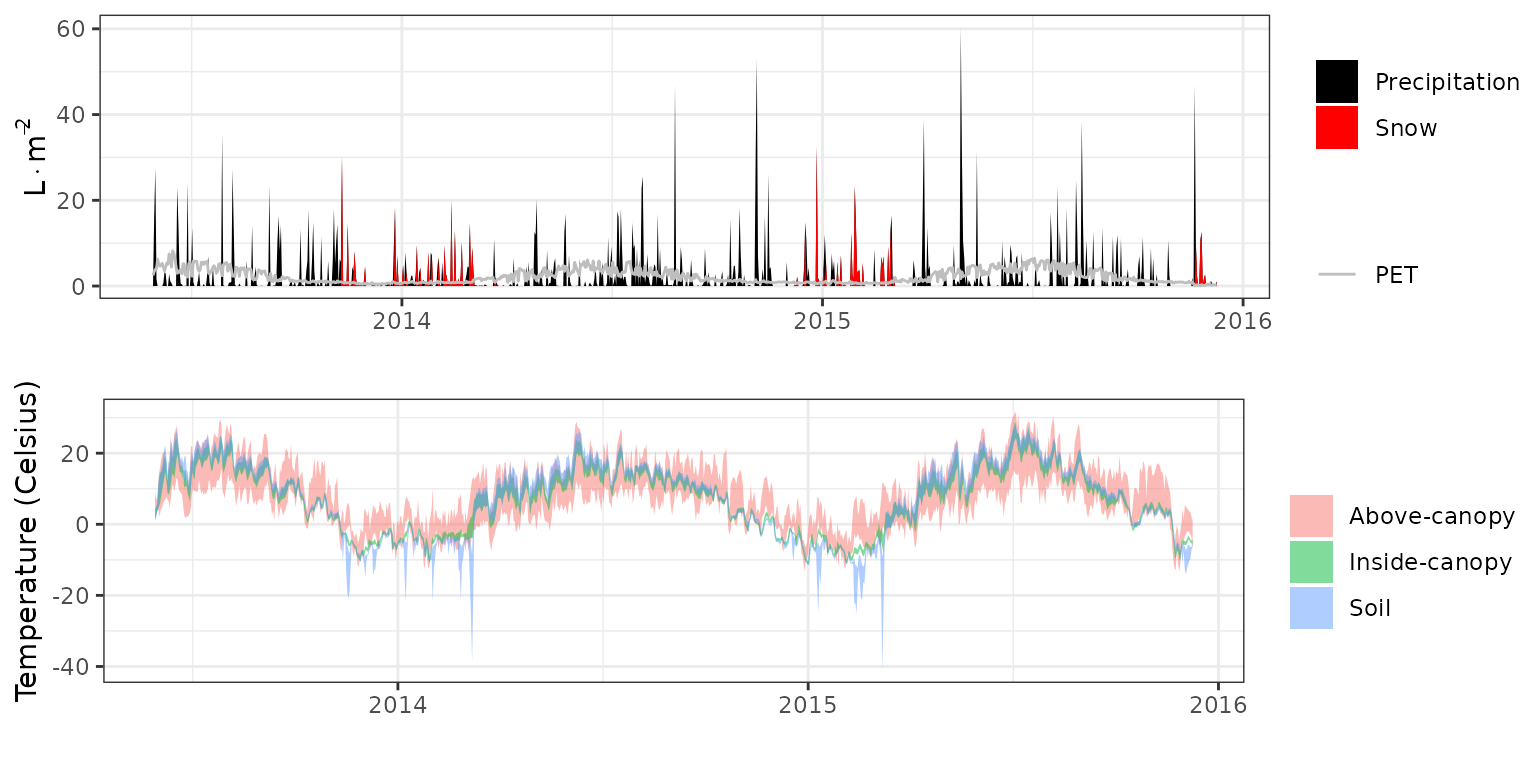 60
40
20
0
L · m⁻²
2014
2015
2016
Precipitation
Snow
PET
20
0
-20
-40
Temperature (Celsius)
2014
2015
2016
Above-canopy
Inside-canopy
Soil